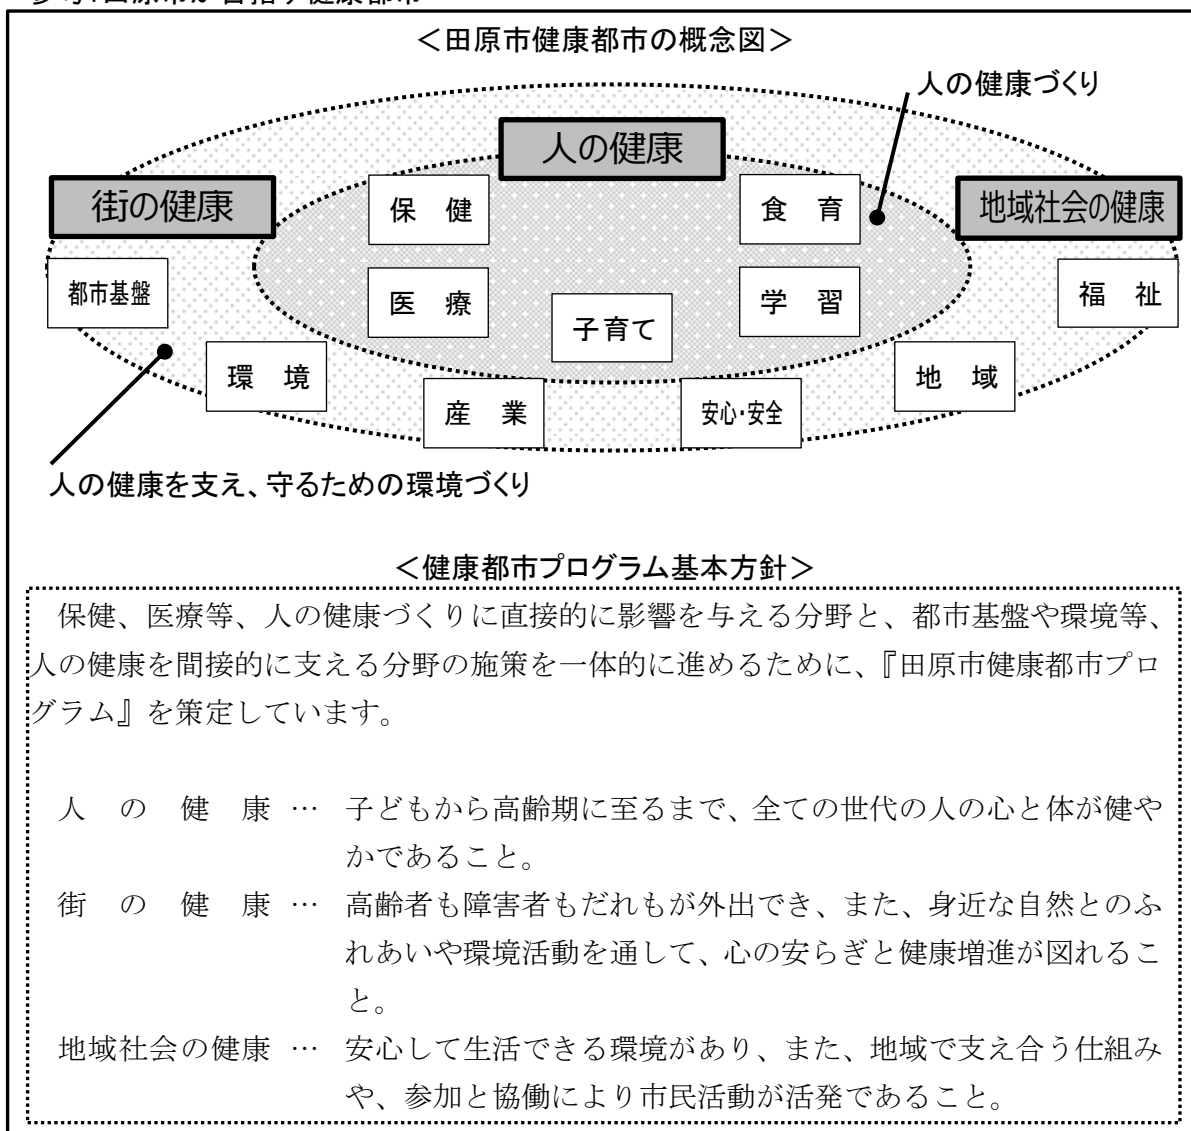 ＜田原市健康都市の概念図＞
人の健康づくり
人の健康
街の健康
地域社会の健康
保　健
食　育
都市基盤
医　療
学　習
福　祉
子育て
環　境
地　域
産　業
安心・安全
人の健康を支え、守るための環境づくり
＜健康都市プログラム基本方針＞
保健、医療等、人の健康づくりに直接的に影響を与える分野と、都市基盤や環境等、
人の健康を間接的に支える分野の施策を一体的に進めるために、『田原市健康都市プロ
グラム』を策定しています。
人　の　健　康 … 子どもから高齢期に至るまで、全ての世代の人の心と体が健や
かであること。
街　の　健　康 … 高齢者も障害者もだれもが外出でき、また、身近な自然とのふ
れあいや環境活動を通して、心の安らぎと健康増進が図れるこ
と。
地域社会の健康 … 安心して生活できる環境があり、また、地域で支え合う仕組み
や、参加と協働により市民活動が活発であること。